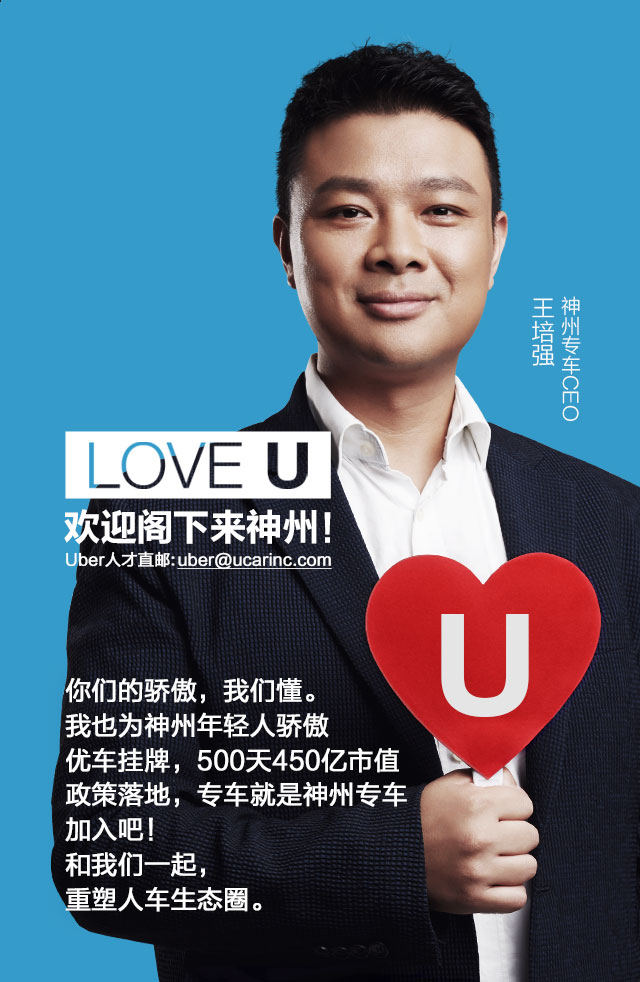 神州专车CEO
王培强
LOVE U
欢迎阁下来神州！
Uber人才直邮：uber@ucarinc.com
U
你们的骄傲，我们懂。
我也为神州年轻人骄傲
优车挂牌，500天450亿市值
政策落地，专车就是神州专车
加入吧！
和我们一起，
重塑人车生态圈。